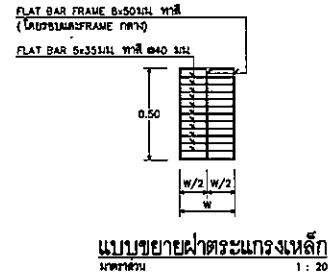 FLAT BAR FRAME 8x50มม. ทาสี
(โดยรอบและFRAME กลาง)
FLAT BAR 5x35มม. ทาสี @40 มม
0.50
W/2 W/2
W
แบบขยายฝาตระแกรงเหล็ก
มาตราส่วน 1 : 20